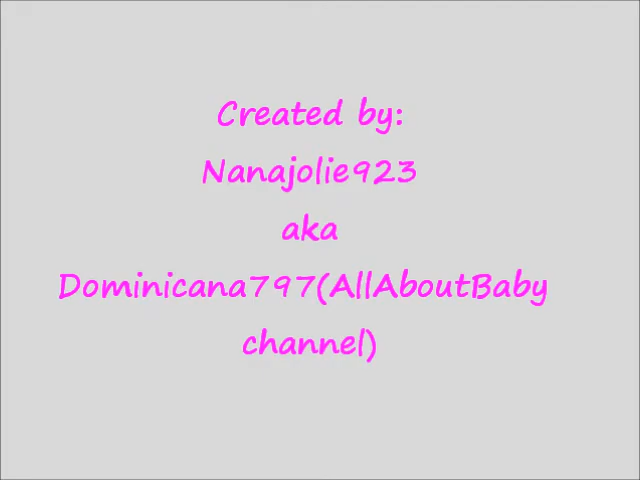 Created by:
Nanajolie923
aka
Dominicana797(AllAboutBaby
channel)